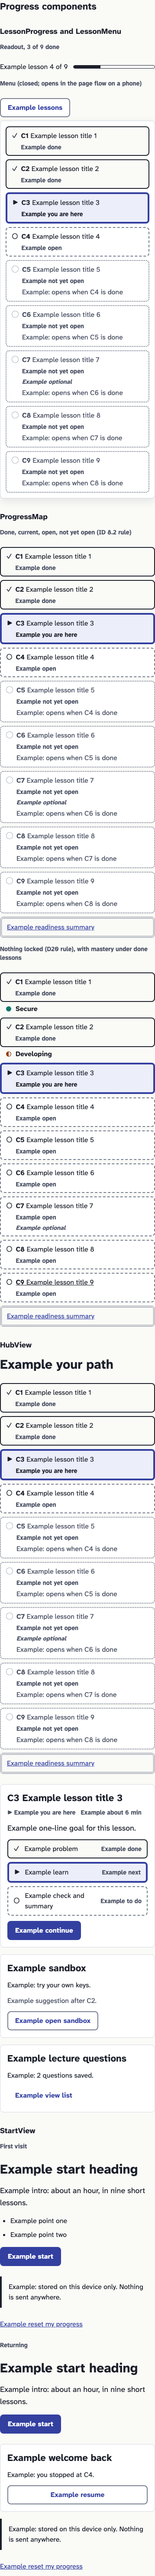 Progress components
LessonProgress and LessonMenu
Readout, 3 of 9 done
Example lesson 4 of 9
Menu (closed; opens in the page flow on a phone)
Example lessons
✓ C1 Example lesson title 1
Example done
✓ C2 Example lesson title 2
Example done
▶ C3 Example lesson title 3
Example you are here
C4 Example lesson title 4
Example open
C5 Example lesson title 5
Example not yet open
Example: opens when C4 is done
C6 Example lesson title 6
Example not yet open
Example: opens when C5 is done
C7 Example lesson title 7
Example not yet open
Example optional
Example: opens when C6 is done
C8 Example lesson title 8
Example not yet open
Example: opens when C7 is done
C9 Example lesson title 9
Example not yet open
Example: opens when C8 is done
ProgressMap
Done, current, open, not yet open (ID 8.2 rule)
✓ C1 Example lesson title 1
Example done
✓ C2 Example lesson title 2
Example done
▶ C3 Example lesson title 3
Example you are here
C4 Example lesson title 4
Example open
C5 Example lesson title 5
Example not yet open
Example: opens when C4 is done
C6 Example lesson title 6
Example not yet open
Example: opens when C5 is done
C7 Example lesson title 7
Example not yet open
Example optional
Example: opens when C6 is done
C8 Example lesson title 8
Example not yet open
Example: opens when C7 is done
C9 Example lesson title 9
Example not yet open
Example: opens when C8 is done
Example readiness summary
Nothing locked (D20 rule), with mastery under done
lessons
✓ C1 Example lesson title 1
Example done
Secure
✓ C2 Example lesson title 2
Example done
Developing
▶ C3 Example lesson title 3
Example you are here
C4 Example lesson title 4
Example open
C5 Example lesson title 5
Example open
C6 Example lesson title 6
Example open
C7 Example lesson title 7
Example open
Example optional
C8 Example lesson title 8
Example open
C9 Example lesson title 9
Example open
Example readiness summary
HubView
Example your path
✓ C1 Example lesson title 1
Example done
✓ C2 Example lesson title 2
Example done
▶ C3 Example lesson title 3
Example you are here
C4 Example lesson title 4
Example open
C5 Example lesson title 5
Example not yet open
Example: opens when C4 is done
C6 Example lesson title 6
Example not yet open
Example: opens when C5 is done
C7 Example lesson title 7
Example not yet open
Example optional
Example: opens when C6 is done
C8 Example lesson title 8
Example not yet open
Example: opens when C7 is done
C9 Example lesson title 9
Example not yet open
Example: opens when C8 is done
Example readiness summary
C3 Example lesson title 3
▶ Example you are here Example about 6 min
Example one-line goal for this lesson.
✓ Example problem Example done
▶ Example learn Example next
Example check and
summary Example to do
Example continue
Example sandbox
Example: try your own keys.
Example suggestion after C2.
Example open sandbox
Example lecture questions
Example: 2 questions saved.
Example view list
StartView
First visit
Example start heading
Example intro: about an hour, in nine short
lessons.
• Example point one
• Example point two
Example start
Example: stored on this device only. Nothing
is sent anywhere.
Example reset my progress
Returning
Example start heading
Example intro: about an hour, in nine short
lessons.
Example start
Example welcome back
Example: you stopped at C4.
Example resume
Example: stored on this device only. Nothing
is sent anywhere.
Example reset my progress